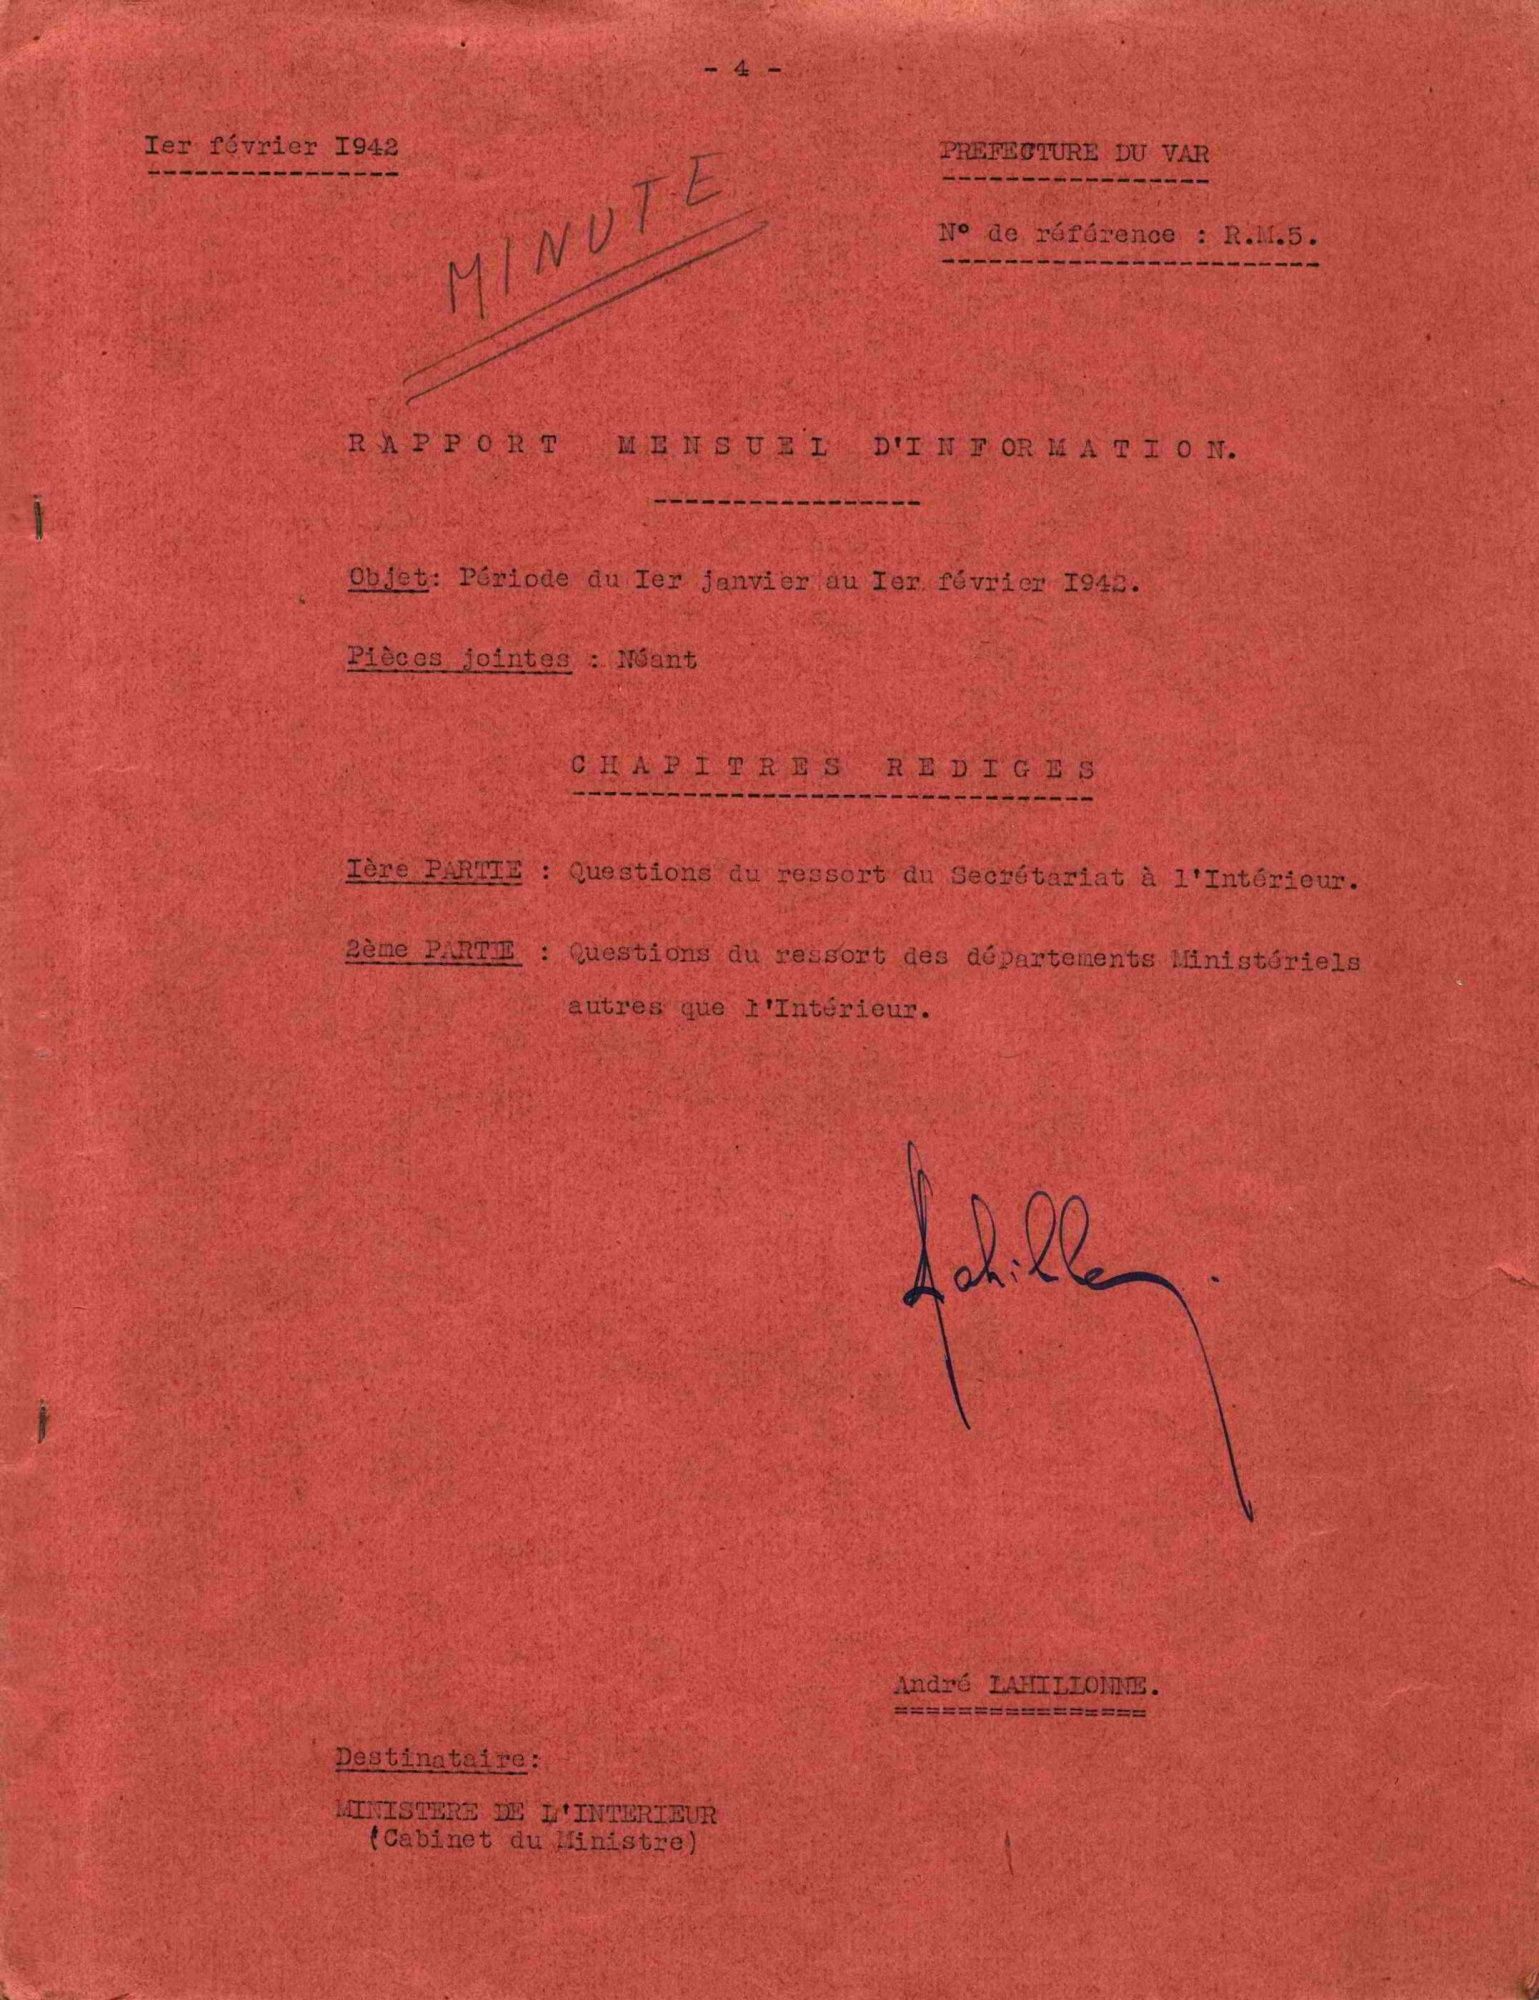 - 4 -
Ier février I942
PREFECTURE DU VAR
N° de référence : R.M.5.
MINUTE
RAPPORT MENSUEL D'INFORMATION.
Objet: Période du Ier janvier au Ier février I942.
Pièces jointes : Néant
CHAPITRES REDIGES
Ière PARTIE : Questions du ressort du Secrétariat à l'Intérieur.
2ème PARTIE : Questions du ressort des départements Ministériels
autres que l'Intérieur.
André LAHILLONNE.
Destinataire:
MINISTERE DE L'INTERIEUR
(Cabinet du Ministre)